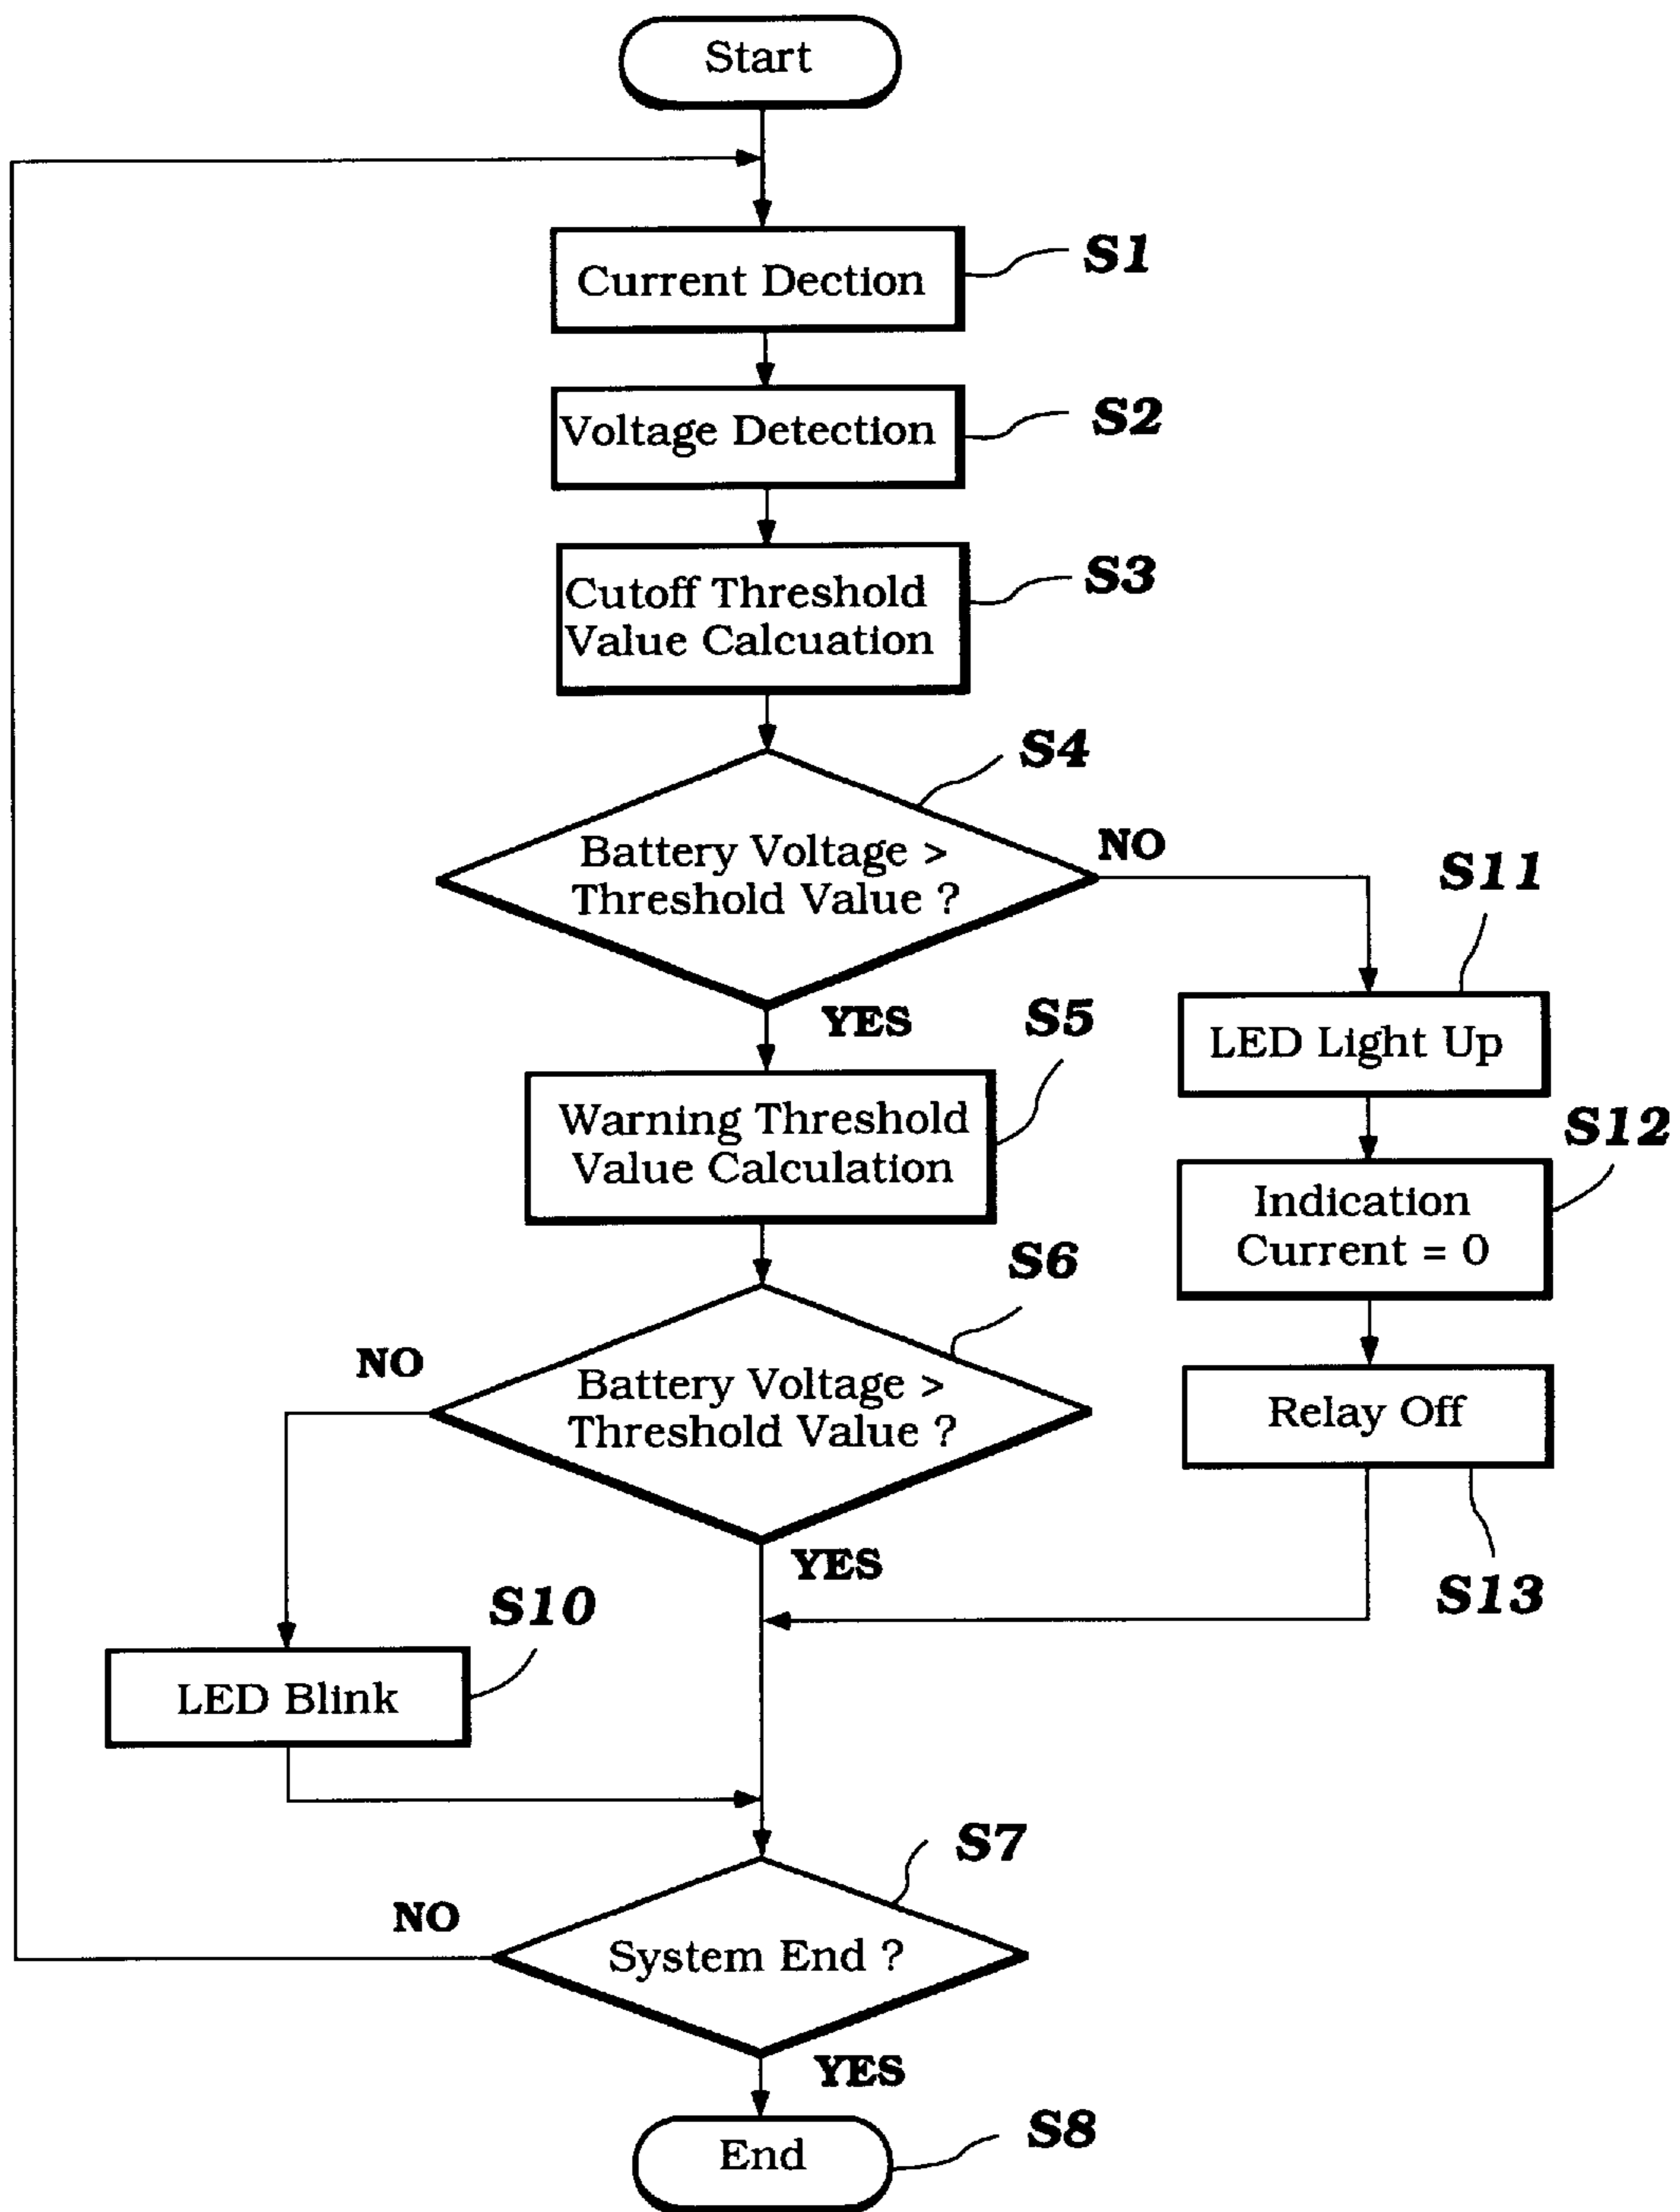 Start
Current Dection
S1
Voltage Detection
S2
Cutoff Threshold
Value Calcuation
S3
S4
Battery Voltage >
Threshold Value ?
NO
YES
S11
LED Light Up
S5
Warning Threshold
Value Calculation
S12
Indication
Current = 0
S6
NO
Battery Voltage >
Threshold Value ?
YES
Relay Off
S13
S10
LED Blink
S7
NO
System End ?
YES
End
S8